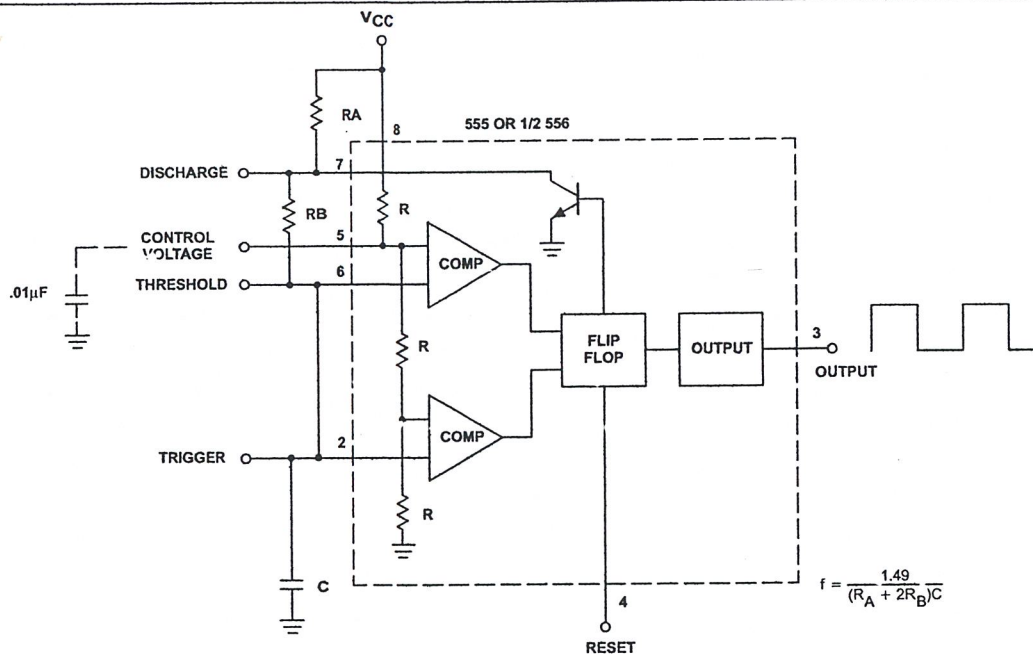 VCC
RA
8
555 OR 1/2 556
DISCHARGE
7
RB
R
CONTROL
VOLTAGE
5
COMP
THRESHOLD
6
.01μF
R
FLIP
FLOP
OUTPUT
3
OUTPUT
COMP
TRIGGER
2
R
C
4
RESET
f = 1.49
(RA + 2RB)C